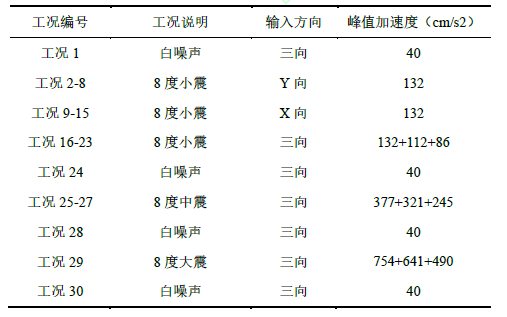 工况编号 工况说明 输入方向 峰值加速度（cm/s2）
工况 1 白噪声 三向 40
工况 2-8 8 度小震 Y 向 132
工况 9-15 8 度小震 X 向 132
工况 16-23 8 度小震 三向 132+112+86
工况 24 白噪声 三向 40
工况 25-27 8 度中震 三向 377+321+245
工况 28 白噪声 三向 40
工况 29 8 度大震 三向 754+641+490
工况 30 白噪声 三向 40